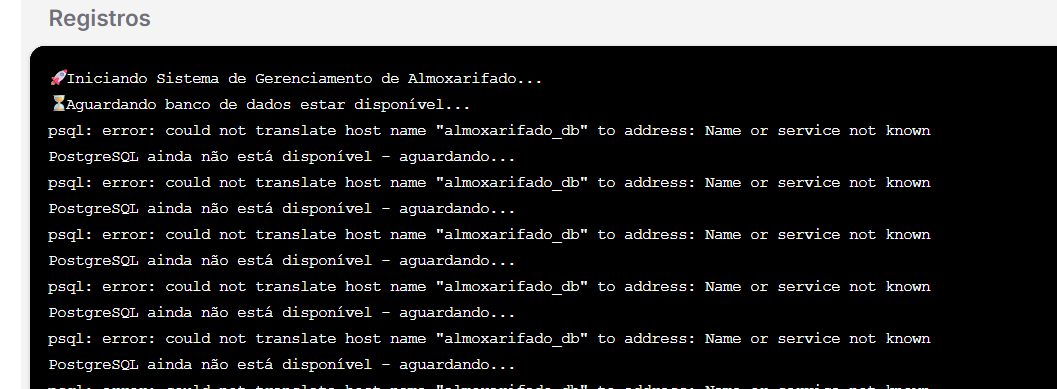 Registros
🚀Iniciando Sistema de Gerenciamento de Almoxarifado...
⏳Aguardando banco de dados estar disponível...
psql: error: could not translate host name "almoxarifado_db" to address: Name or service not known
PostgreSQL ainda não está disponível - aguardando...
psql: error: could not translate host name "almoxarifado_db" to address: Name or service not known
PostgreSQL ainda não está disponível - aguardando...
psql: error: could not translate host name "almoxarifado_db" to address: Name or service not known
PostgreSQL ainda não está disponível - aguardando...
psql: error: could not translate host name "almoxarifado_db" to address: Name or service not known
PostgreSQL ainda não está disponível - aguardando...
psql: error: could not translate host name "almoxarifado_db" to address: Name or service not known
PostgreSQL ainda não está disponível - aguardando...